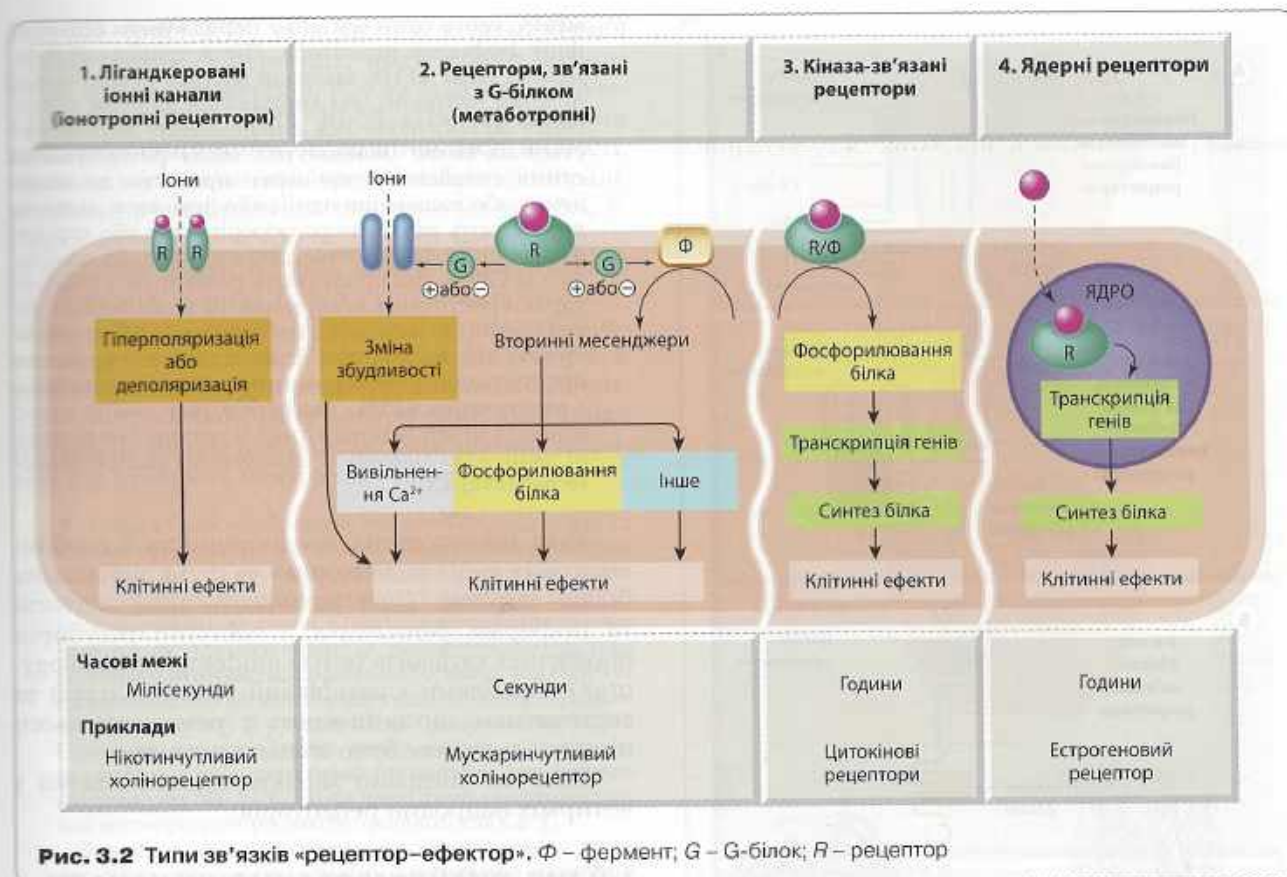 1. Лігандкеровані
іонні канали
(іонотропні рецептори)
2. Рецептори, зв'язані
з G-білком
(метаботропні)
3. Кіназа-зв'язані
рецептори
4. Ядерні рецептори
Іони
R R
Гіперполяризація
або
деполяризація
Клітинні ефекти
Іони
G
R
G
Ф
+ або −
+ або −
Зміна
збудливості
Вторинні месенджери
Вивільнен-
ня Ca²⁺
Фосфорилювання
білка
Інше
Клітинні ефекти
R/Ф
Фосфорилювання
білка
Транскрипція генів
Синтез білка
Клітинні ефекти
ЯДРО
R
Транскрипція
генів
Синтез білка
Клітинні ефекти
Часові межі
Мілісекунди
Секунди
Години
Години
Приклади
Нікотинчутливий
холінорецептор
Мускаринчутливий
холінорецептор
Цитокінові
рецептори
Естрогеновий
рецептор
Рис. 3.2 Типи зв'язків «рецептор–ефектор». Ф – фермент; G – G-білок; R – рецептор